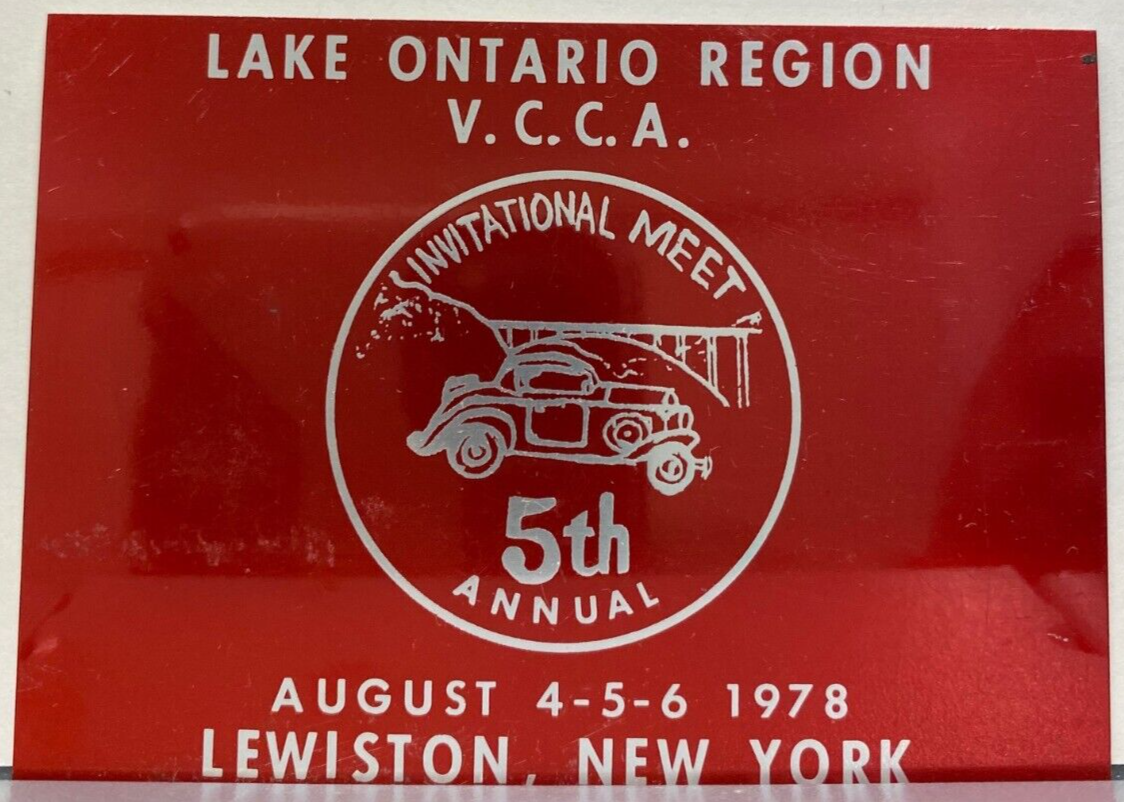 LAKE ONTARIO REGION
V.C.C.A.
INVITATIONAL MEET
5th
ANNUAL
AUGUST 4-5-6 1978
LEWISTON, NEW YORK